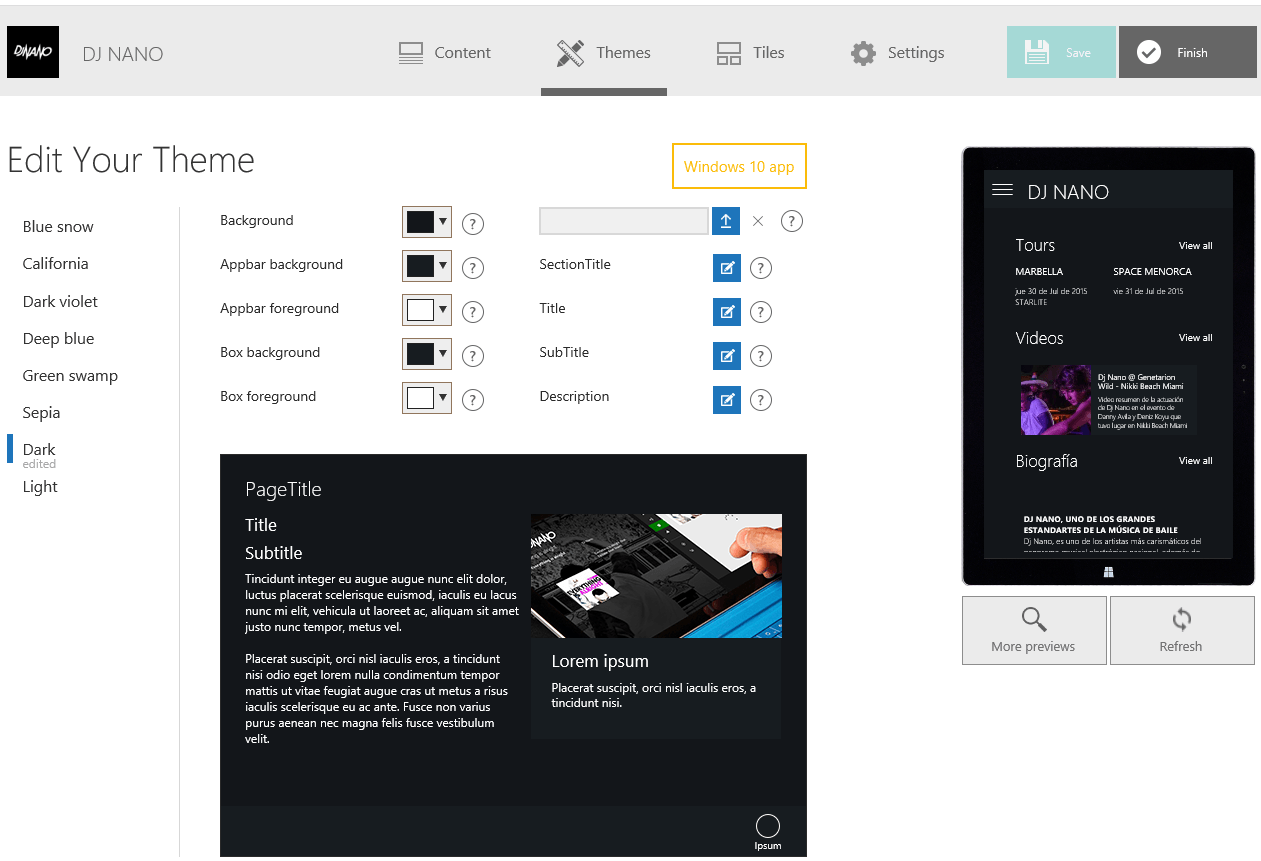 DJNANO
DJ NANO
Content
Themes
Tiles
Settings
Save
Finish
Edit Your Theme
Windows 10 app
Blue snow
California
Dark violet
Deep blue
Green swamp
Sepia
Dark
edited
Light
Background
?
?
Appbar background
?
SectionTitle
?
Appbar foreground
?
Title
?
Box background
?
SubTitle
?
Box foreground
?
Description
?
PageTitle
Title
Subtitle
Tincidunt integer eu augue augue nunc elit dolor,
luctus placerat scelerisque euismod, iaculis eu lacus
nunc mi elit, vehicula ut laoreet ac, aliquam sit amet
justo nunc tempor, metus vel.
Placerat suscipit, orci nisl iaculis eros, a tincidunt
nisi odio eget lorem nulla condimentum tempor
mattis ut vitae feugiat augue cras ut metus a risus
iaculis scelerisque eu ac ante. Fusce non varius
purus aenean nec magna felis fusce vestibulum
velit.
Lorem ipsum
Placerat suscipit, orci nisl iaculis eros, a
tincidunt nisi.
Ipsum
DJ NANO
Tours
View all
MARBELLA
SPACE MENORCA
jue 30 de Jul de 2015
vie 31 de Jul de 2015
STARLITE
Videos
View all
Dj Nano @ Genetarion
Wild - Nikki Beach Miami
Video resumen de la actuación
de Dj Nano en el evento de
Danny Avila y Deniz Koyu que
tuvo lugar en Nikki Beach Miami
Biografía
View all
DJ NANO, UNO DE LOS GRANDES
ESTANDARTES DE LA MÚSICA DE BAILE
Dj Nano, es uno de los artistas más carismáticos del
More previews
Refresh